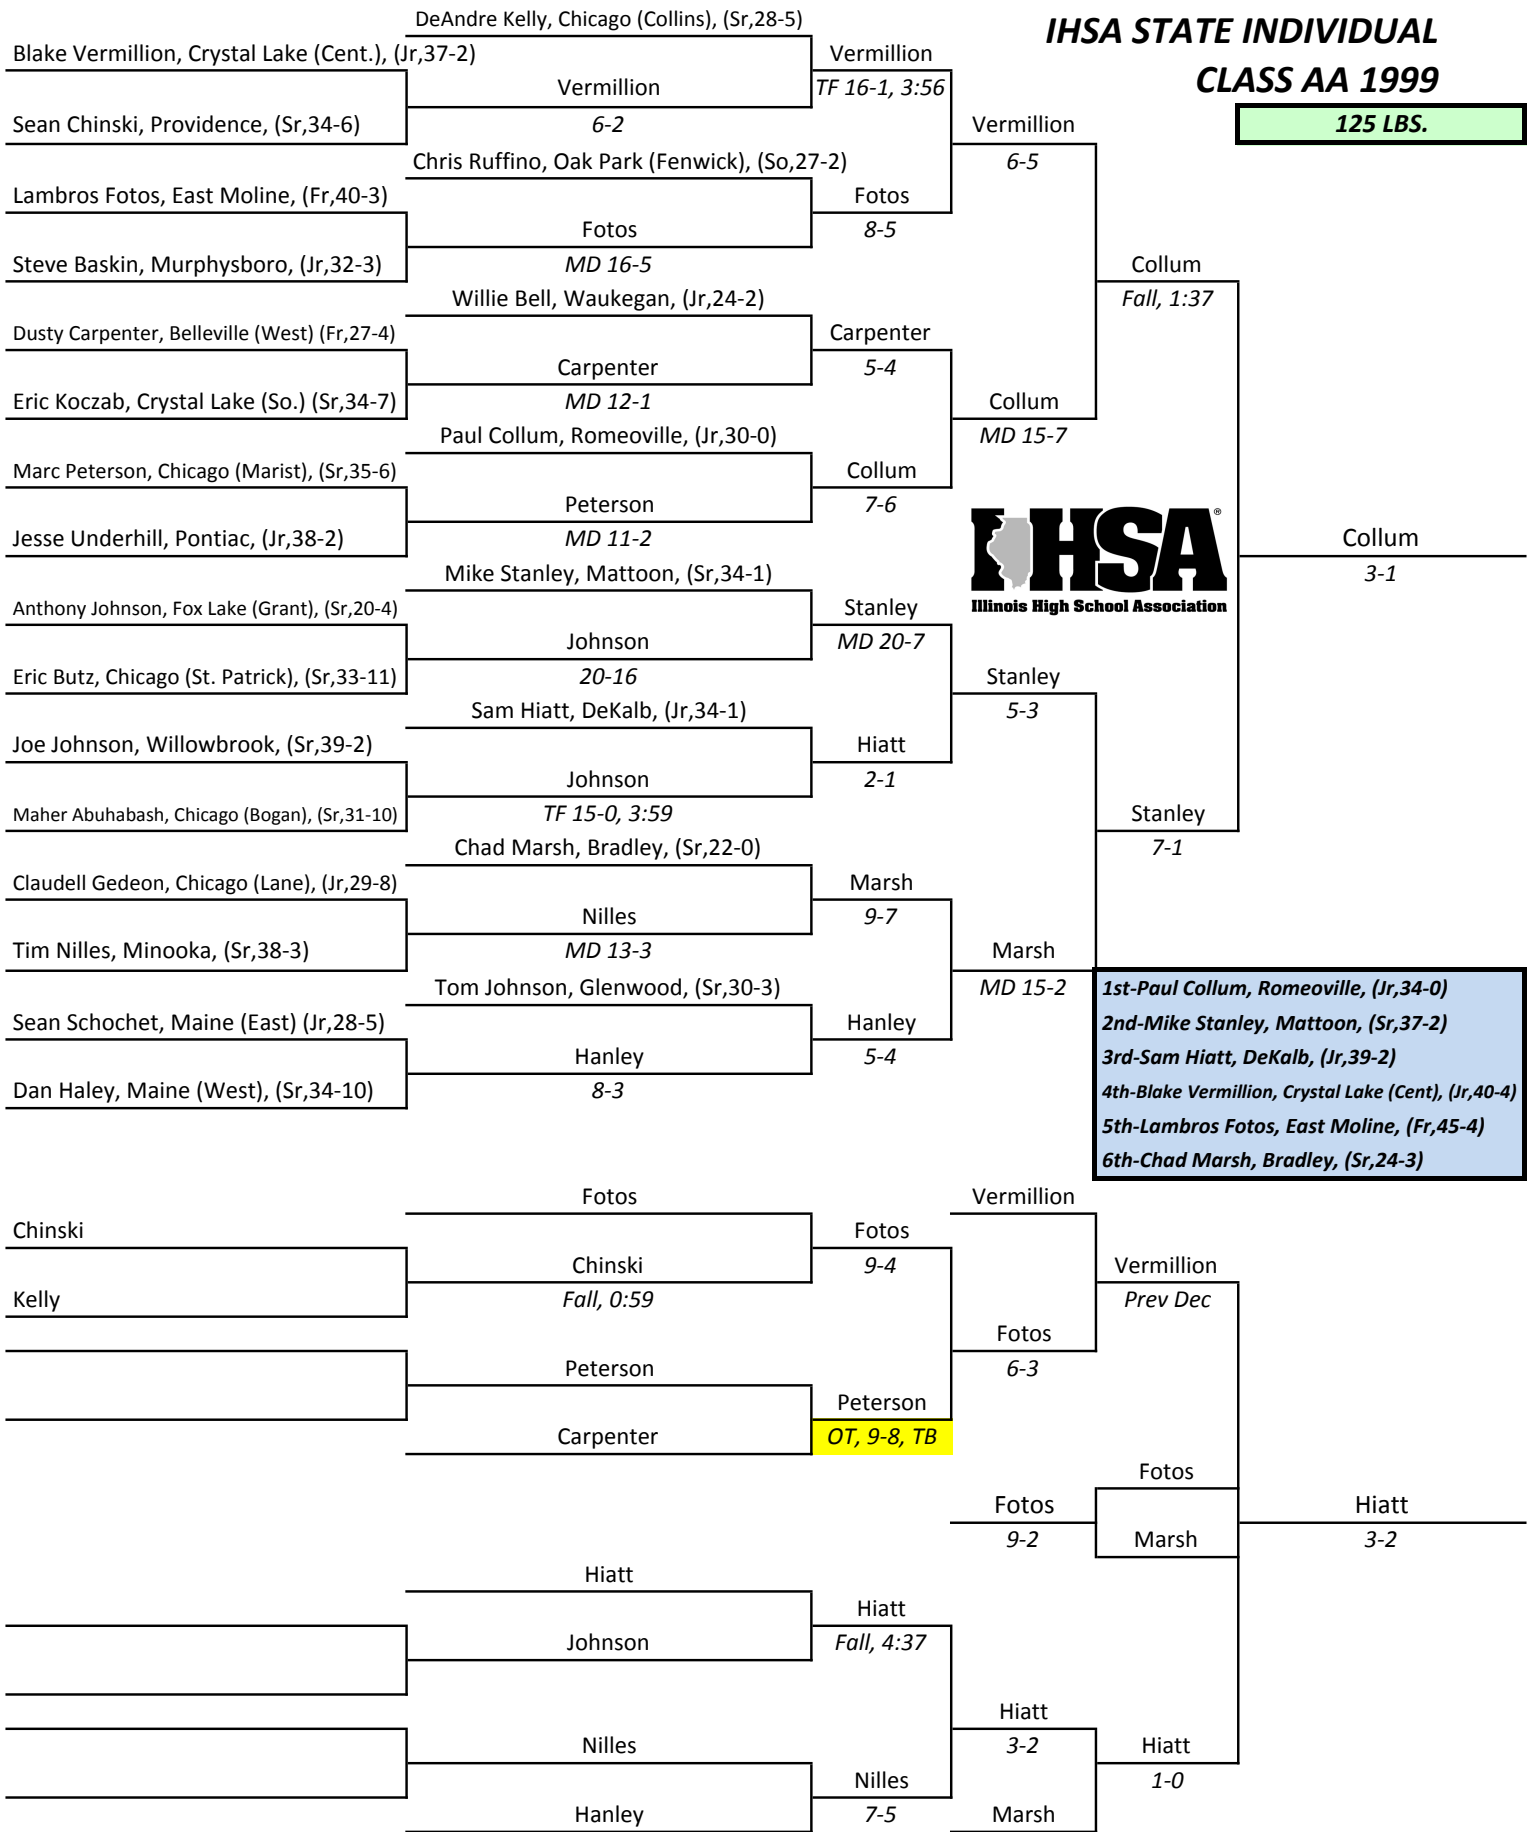 DeAndre Kelly, Chicago (Collins), (Sr,28-5)
IHSA STATE INDIVIDUAL
Blake Vermillion, Crystal Lake (Cent.), (Jr,37-2)
Vermillion
CLASS AA 1999
Vermillion
TF 16-1, 3:56
Sean Chinski, Providence, (Sr,34-6)
6-2
Vermillion
125 LBS.
Chris Ruffino, Oak Park (Fenwick), (So,27-2)
6-5
Lambros Fotos, East Moline, (Fr,40-3)
Fotos
Fotos
8-5
Steve Baskin, Murphysboro, (Jr,32-3)
MD 16-5
Collum
Willie Bell, Waukegan, (Jr,24-2)
Fall, 1:37
Dusty Carpenter, Belleville (West) (Fr,27-4)
Carpenter
Carpenter
5-4
Eric Koczab, Crystal Lake (So.) (Sr,34-7)
MD 12-1
Collum
Paul Collum, Romeoville, (Jr,30-0)
MD 15-7
Marc Peterson, Chicago (Marist), (Sr,35-6)
Collum
Peterson
7-6
Jesse Underhill, Pontiac, (Jr,38-2)
MD 11-2
IHSA®
Collum
Mike Stanley, Mattoon, (Sr,34-1)
3-1
Anthony Johnson, Fox Lake (Grant), (Sr,20-4)
Stanley
Illinois High School Association
Johnson
MD 20-7
Eric Butz, Chicago (St. Patrick), (Sr,33-11)
20-16
Stanley
Sam Hiatt, DeKalb, (Jr,34-1)
5-3
Joe Johnson, Willowbrook, (Sr,39-2)
Hiatt
Johnson
2-1
Maher Abuhabash, Chicago (Bogan), (Sr,31-10)
TF 15-0, 3:59
Stanley
Chad Marsh, Bradley, (Sr,22-0)
7-1
Claudell Gedeon, Chicago (Lane), (Jr,29-8)
Marsh
Nilles
9-7
Tim Nilles, Minooka, (Sr,38-3)
MD 13-3
Marsh
Tom Johnson, Glenwood, (Sr,30-3)
MD 15-2
1st-Paul Collum, Romeoville, (Jr,34-0)
Sean Schochet, Maine (East) (Jr,28-5)
Hanley
2nd-Mike Stanley, Mattoon, (Sr,37-2)
Hanley
5-4
3rd-Sam Hiatt, DeKalb, (Jr,39-2)
Dan Haley, Maine (West), (Sr,34-10)
8-3
4th-Blake Vermillion, Crystal Lake (Cent), (Jr,40-4)
5th-Lambros Fotos, East Moline, (Fr,45-4)
6th-Chad Marsh, Bradley, (Sr,24-3)
Fotos
Vermillion
Chinski
Fotos
Chinski
9-4
Vermillion
Kelly
Fall, 0:59
Prev Dec
Fotos
Peterson
6-3
Peterson
Carpenter
OT, 9-8, TB
Fotos
Fotos
Hiatt
9-2
Marsh
3-2
Hiatt
Hiatt
Johnson
Fall, 4:37
Hiatt
Nilles
3-2
Hiatt
Nilles
1-0
Hanley
7-5
Marsh